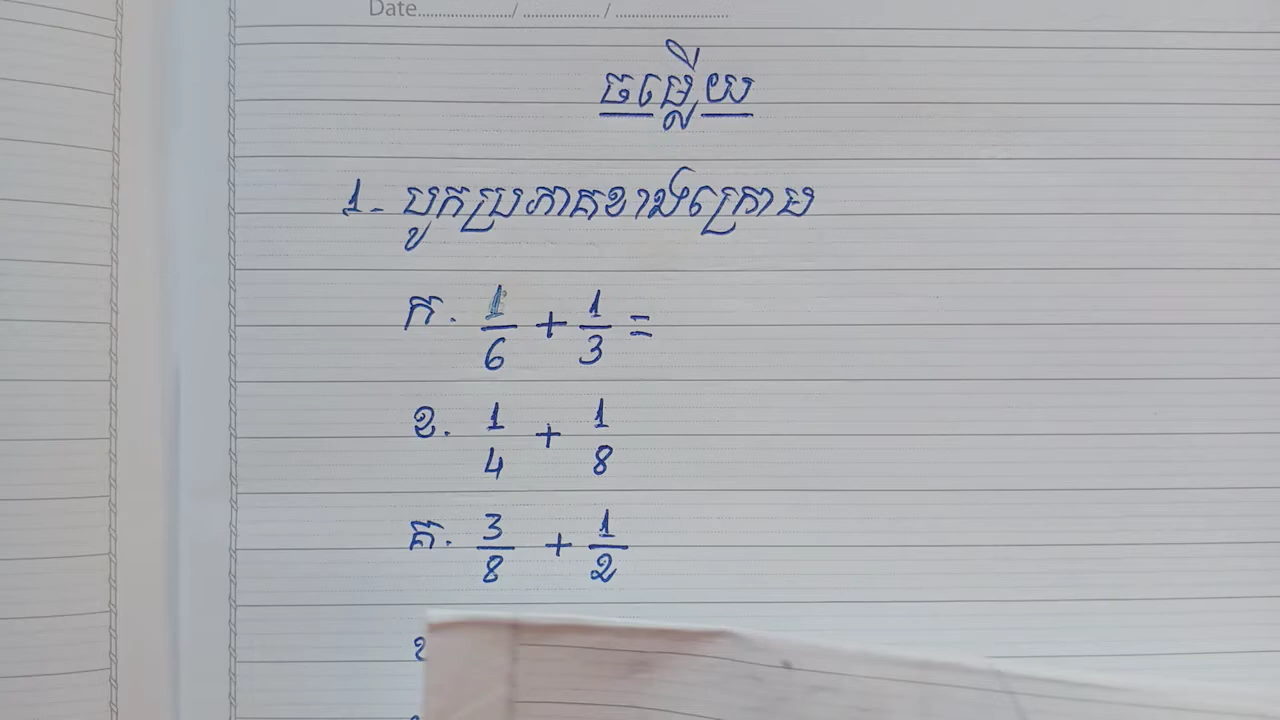 Date............/ ............ / ............
ចម្លើយ
1- បូកប្រភាគខាងក្រោម
ក. 1/6 + 1/3 =
ខ. 1/4 + 1/8
គ. 3/8 + 1/2